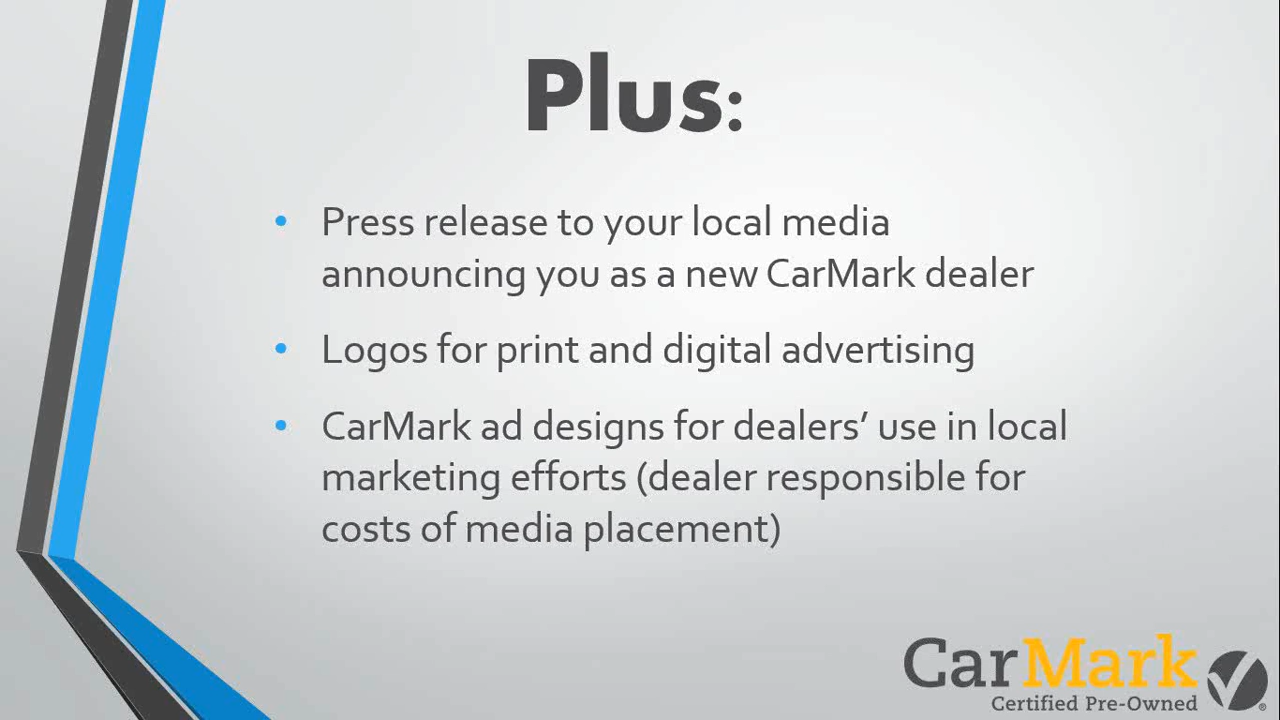 Plus:
• Press release to your local media
announcing you as a new CarMark dealer
• Logos for print and digital advertising
• CarMark ad designs for dealers’ use in local
marketing efforts (dealer responsible for
costs of media placement)
CarMark
Certified Pre-Owned ®